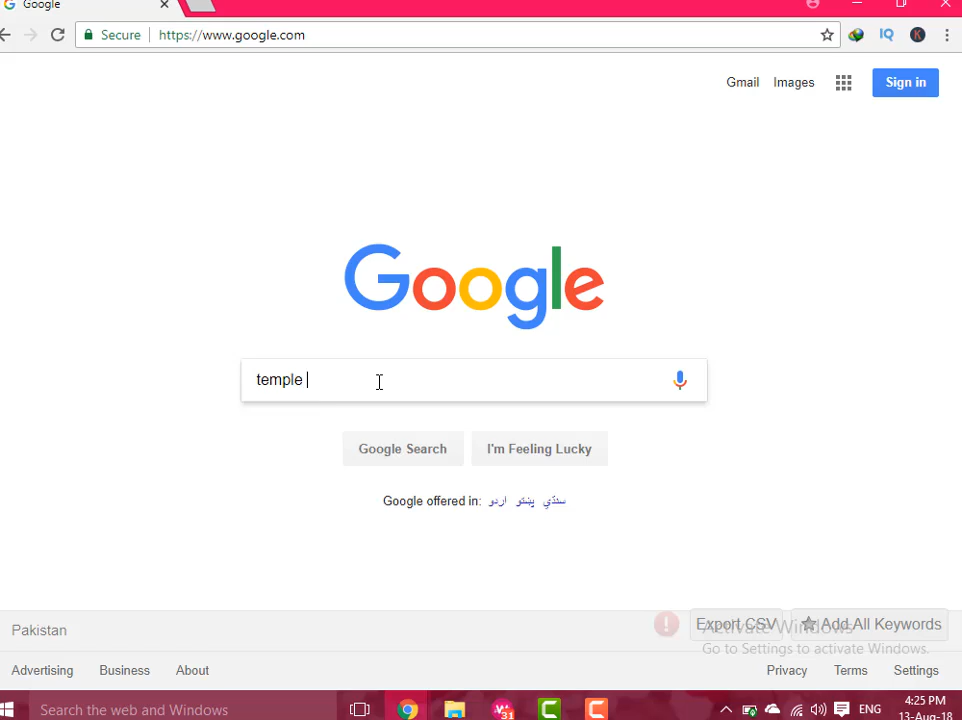 Google
Secure https://www.google.com
IQ K
Gmail Images Sign in
Google
temple
Google Search I'm Feeling Lucky
Google offered in: اردو پښتو سنڌي
Pakistan
Export CSV Add All Keywords
Activate Windows
Go to Settings to activate Windows.
Advertising Business About Privacy Terms Settings
Search the web and Windows
31
C
C
ENG
4:25 PM
13-Aug-18